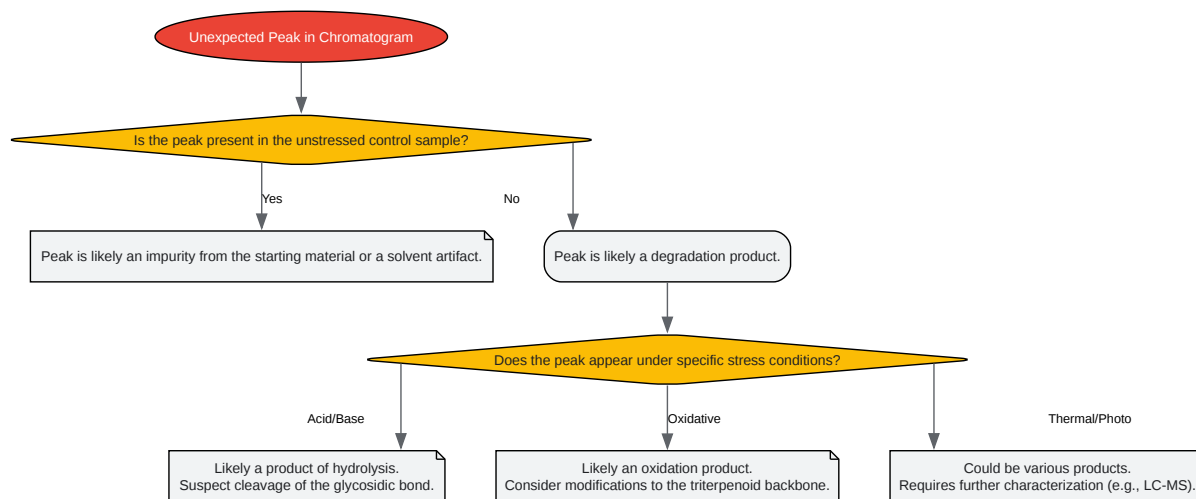 Unexpected Peak in Chromatogram
Is the peak present in the unstressed control sample?
Yes
No
Peak is likely an impurity from the starting material or a solvent artifact.
Peak is likely a degradation product.
Does the peak appear under specific stress conditions?
Acid/Base
Oxidative
Thermal/Photo
Likely a product of hydrolysis.
Suspect cleavage of the glycosidic bond.
Likely an oxidation product.
Consider modifications to the triterpenoid backbone.
Could be various products.
Requires further characterization (e.g., LC-MS).